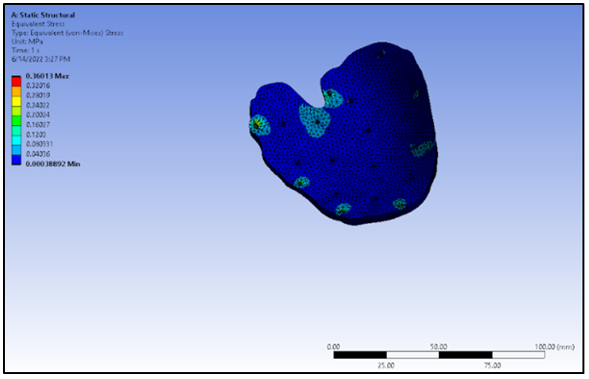 A: Static Structural
Equivalent Stress
Type: Equivalent (von-Mises) Stress
Unit: MPa
Time: 1 s
6/14/2022 3:27 PM
0.36013 Max
0.32016
0.28019
0.24022
0.20024
0.16027
0.1203
0.080331
0.04036
0.00038892 Min
0.00
50.00
100.00 (mm)
25.00
75.00